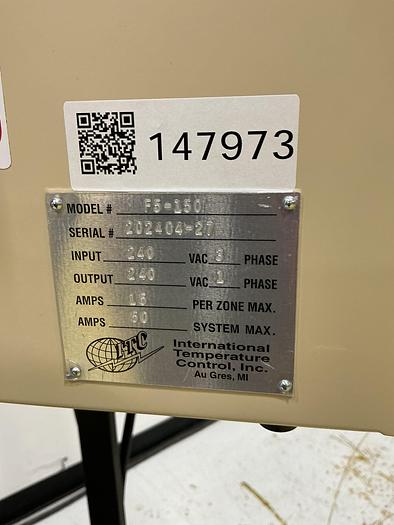 147973
MODEL # F5-150
SERIAL # 202404-27
INPUT 240 VAC 3 PHASE
OUTPUT 240 VAC 1 PHASE
AMPS 15 PER ZONE MAX.
AMPS 50 SYSTEM MAX.
ITC
International
Temperature
Control, Inc.
Au Gres, MI